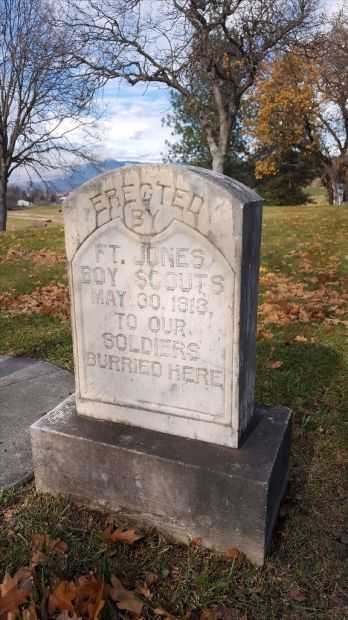 ERECTED
BY
FT. JONES
BOY SCOUTS
MAY 30, 1918,
TO OUR
SOLDIERS
BURRIED HERE